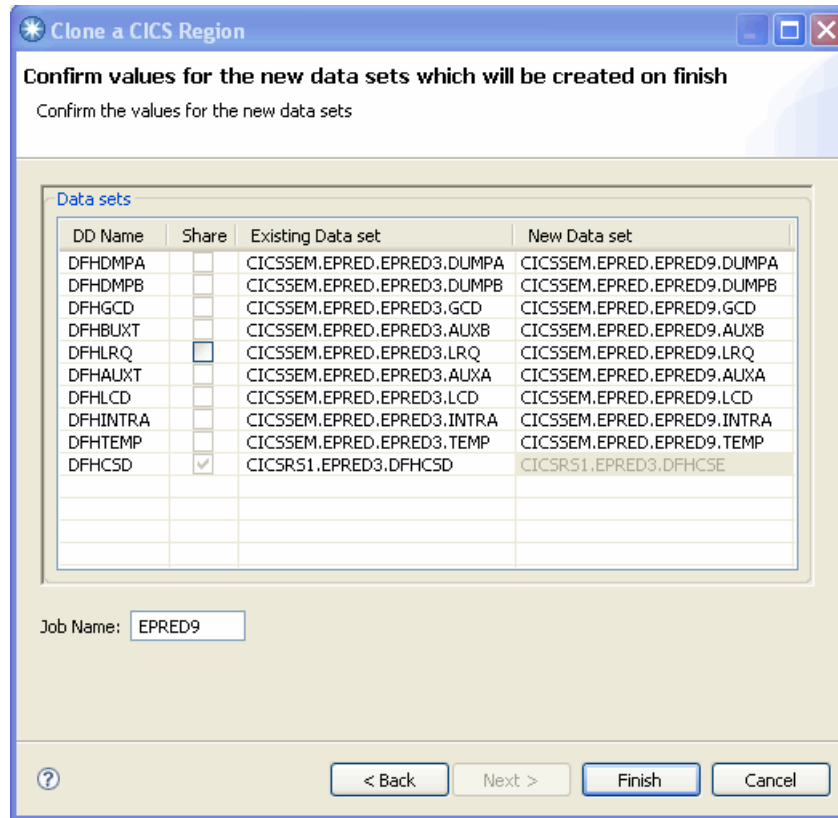 Clone a CICS Region
Confirm values for the new data sets which will be created on finish
Confirm the values for the new data sets
Data sets
DD Name Share Existing Data set New Data set
DFHDMPA CICSSEM.EPRED.EPRED3.DUMPA CICSSEM.EPRED.EPRED9.DUMPA
DFHDMPB CICSSEM.EPRED.EPRED3.DUMPB CICSSEM.EPRED.EPRED9.DUMPB
DFHGCD CICSSEM.EPRED.EPRED3.GCD CICSSEM.EPRED.EPRED9.GCD
DFHBUXT CICSSEM.EPRED.EPRED3.AUXB CICSSEM.EPRED.EPRED9.AUXB
DFHLRQ CICSSEM.EPRED.EPRED3.LRQ CICSSEM.EPRED.EPRED9.LRQ
DFHAUXT CICSSEM.EPRED.EPRED3.AUXA CICSSEM.EPRED.EPRED9.AUXA
DFHLCD CICSSEM.EPRED.EPRED3.LCD CICSSEM.EPRED.EPRED9.LCD
DFHINTRA CICSSEM.EPRED.EPRED3.INTRA CICSSEM.EPRED.EPRED9.INTRA
DFHTEMP CICSSEM.EPRED.EPRED3.TEMP CICSSEM.EPRED.EPRED9.TEMP
DFHCSD CICSRS1.EPRED3.DFHCSD CICSRS1.EPRED3.DFHCSE
Job Name: EPRED9
? < Back Next > Finish Cancel